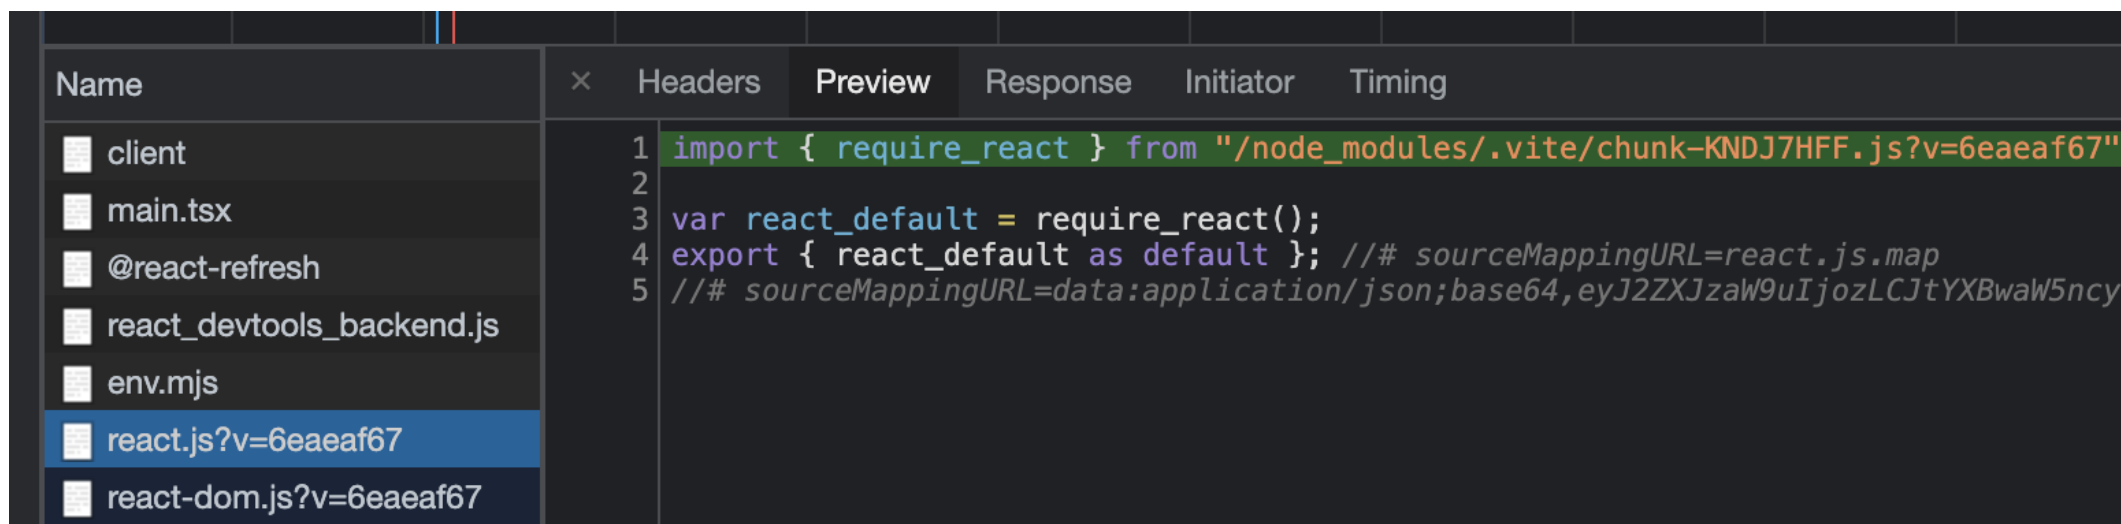 Name
client
main.tsx
@react-refresh
react_devtools_backend.js
env.mjs
react.js?v=6eaeaf67
react-dom.js?v=6eaeaf67
× Headers Preview Response Initiator Timing
1 import { require_react } from "/node_modules/.vite/chunk-KNDJ7HFF.js?v=6eaeaf67"
2
3 var react_default = require_react();
4 export { react_default as default }; //# sourceMappingURL=react.js.map
5 //# sourceMappingURL=data:application/json;base64,eyJ2ZXJzaW9uIjozLCJtYXBwaW5ncy